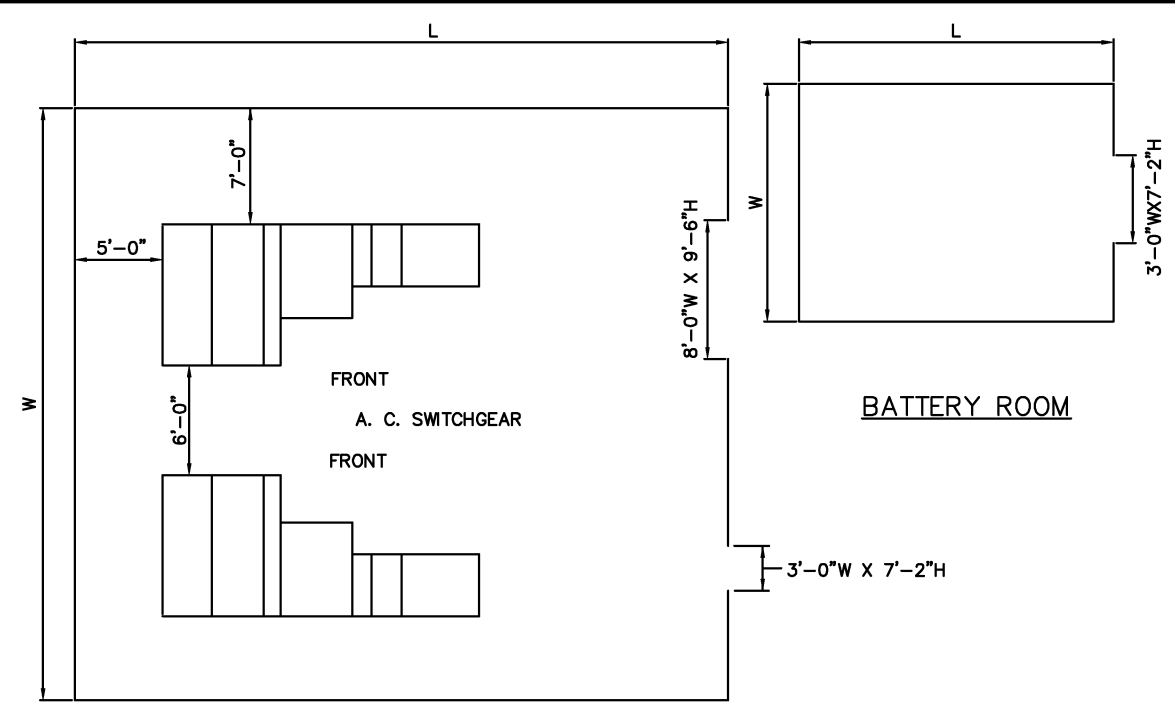 L
L
7'-0"
5'-0"
W
8'-0"W X 9'-6"H
W
3'-0"WX7'-2"H
6'-0"
FRONT
A. C. SWITCHGEAR
FRONT
BATTERY ROOM
3'-0"W X 7'-2"H